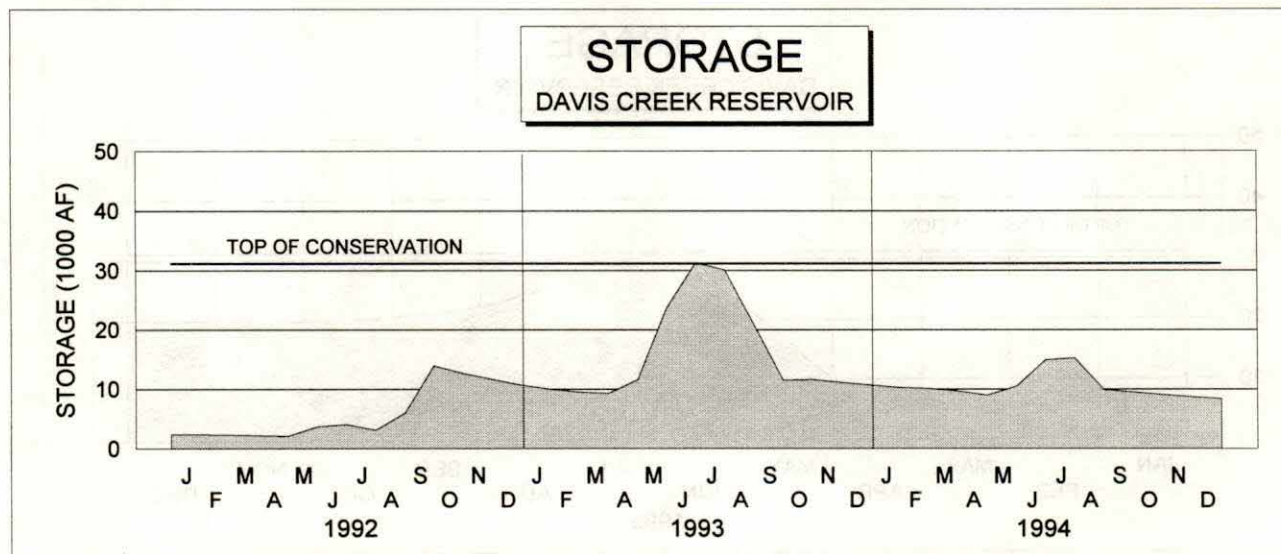 STORAGE
DAVIS CREEK RESERVOIR
STORAGE (1000 AF)
50
40
30
20
10
0
TOP OF CONSERVATION
J M M J S N J M M J S N J M M J S N
F A J A O D F A J A O D F A J A O D
1992 1993 1994